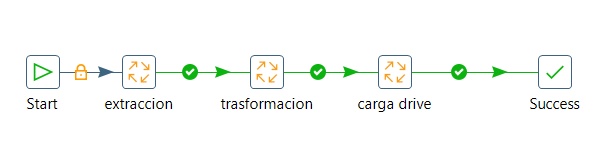 Start
extraccion
trasformacion
carga drive
Success